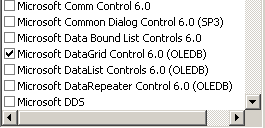 Microsoft Comm Control 6.0
Microsoft Common Dialog Control 6.0 (SP3)
Microsoft Data Bound List Controls 6.0
Microsoft DataGrid Control 6.0 (OLEDB)
Microsoft DataList Controls 6.0 (OLEDB)
Microsoft DataRepeater Control 6.0 (OLEDB)
Microsoft DDS